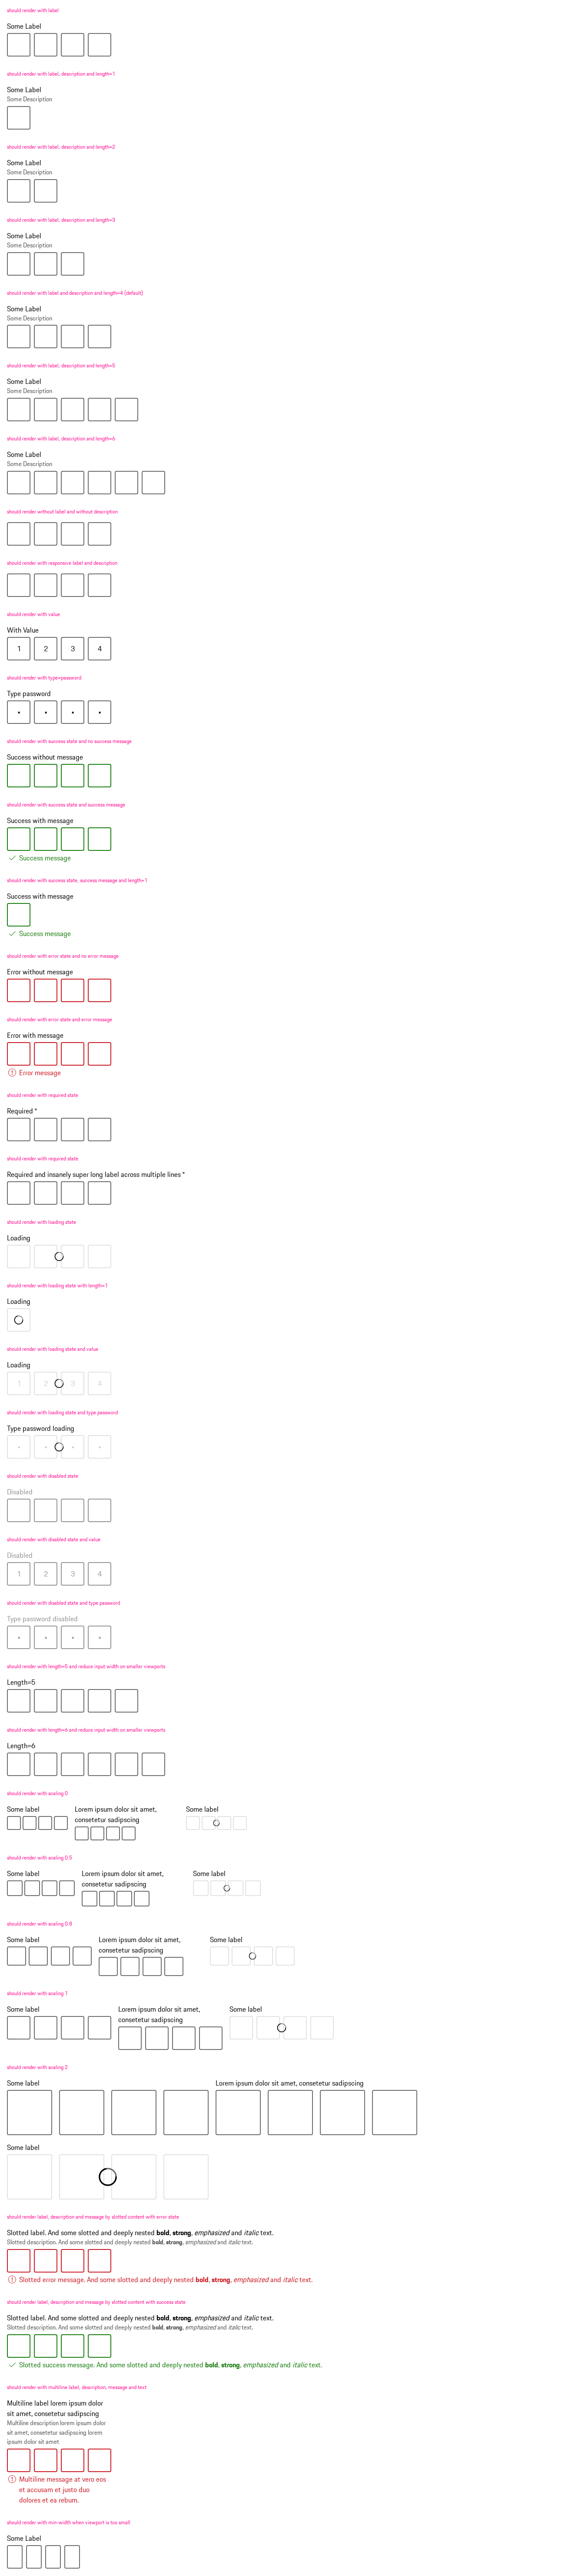 should render with label
Some Label
should render with label, description and length=1
Some Label
Some Description
should render with label, description and length=2
Some Label
Some Description
should render with label, description and length=3
Some Label
Some Description
should render with label and description and length=4 (default)
Some Label
Some Description
should render with label, description and length=5
Some Label
Some Description
should render with label, description and length=6
Some Label
Some Description
should render without label and without description
should render with responsive label and description
should render with value
With Value
1 2 3 4
should render with type=password
Type password
• • • •
should render with success state and no success message
Success without message
should render with success state and success message
Success with message
Success message
should render with success state, success message and length=1
Success with message
Success message
should render with error state and no error message
Error without message
should render with error state and error message
Error with message
Error message
should render with required state
Required *
should render with required state
Required and insanely super long label across multiple lines *
should render with loading state
Loading
should render with loading state with length=1
Loading
should render with loading state and value
Loading
1 2 3 4
should render with loading state and type password
Type password loading
• • • •
should render with disabled state
Disabled
should render with disabled state and value
Disabled
1 2 3 4
should render with disabled state and type password
Type password disabled
• • • •
should render with length=5 and reduce input width on smaller viewports
Length=5
should render with length=6 and reduce input width on smaller viewports
Length=6
should render with scaling 0
Some label
Lorem ipsum dolor sit amet,
consetetur sadipscing
Some label
should render with scaling 0.5
Some label
Lorem ipsum dolor sit amet,
consetetur sadipscing
Some label
should render with scaling 0.8
Some label
Lorem ipsum dolor sit amet,
consetetur sadipscing
Some label
should render with scaling 1
Some label
Lorem ipsum dolor sit amet,
consetetur sadipscing
Some label
should render with scaling 2
Some label
Lorem ipsum dolor sit amet, consetetur sadipscing
Some label
should render label, description and message by slotted content with error state
Slotted label. And some slotted and deeply nested bold, strong, emphasized and italic text.
Slotted description. And some slotted and deeply nested bold, strong, emphasized and italic text.
Slotted error message. And some slotted and deeply nested bold, strong, emphasized and italic text.
should render label, description and message by slotted content with success state
Slotted label. And some slotted and deeply nested bold, strong, emphasized and italic text.
Slotted description. And some slotted and deeply nested bold, strong, emphasized and italic text.
Slotted success message. And some slotted and deeply nested bold, strong, emphasized and italic text.
should render with multiline label, description, message and text
Multiline label lorem ipsum dolor
sit amet, consetetur sadipscing
Multiline description lorem ipsum dolor
sit amet, consetetur sadipscing lorem
ipsum dolor sit amet
Multiline message at vero eos
et accusam et justo duo
dolores et ea rebum.
should render with min-width when viewport is too small
Some Label